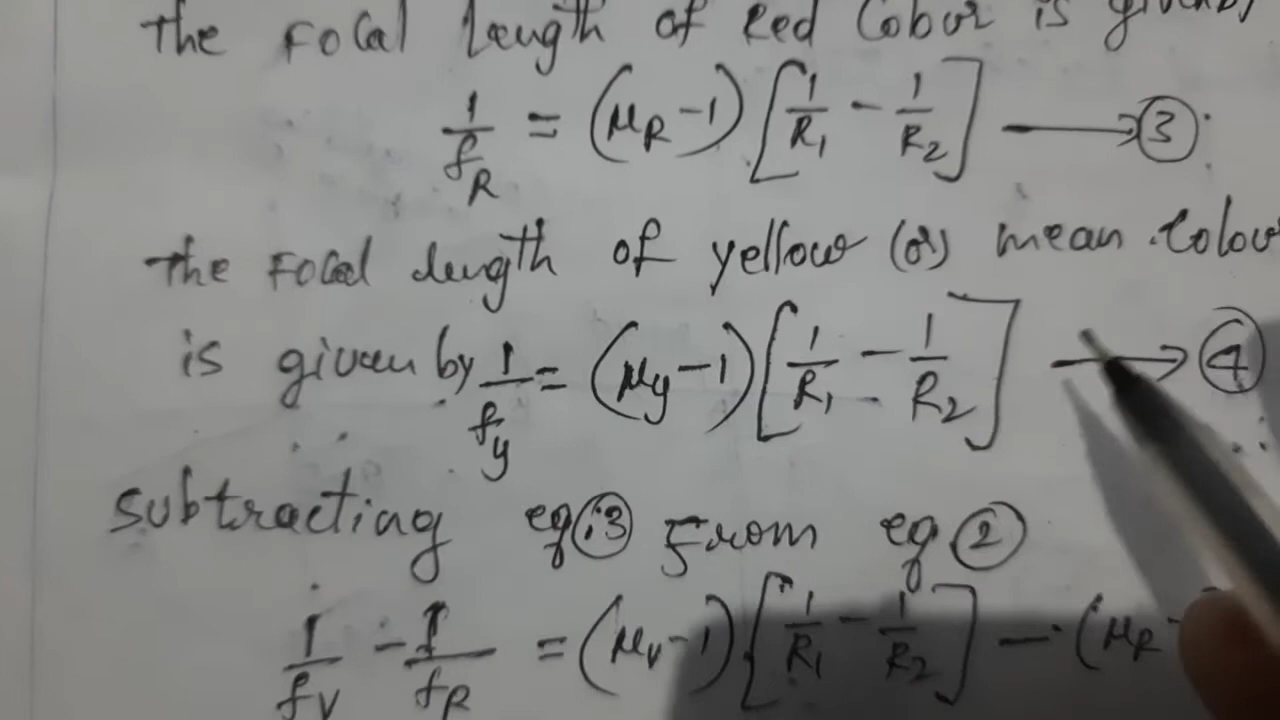 The Focal length of Red Colour is given by
1/f_R = (μ_R - 1) [1/R_1 - 1/R_2] → ③
The Focal length of yellow (or) mean Colour
is given by 1/f_y = (μ_y - 1) [1/R_1 - 1/R_2] → ④
subtracting eq: ③ From eq ②
1/f_V - 1/f_R = (μ_V - 1) [1/R_1 - 1/R_2] - (μ_R -